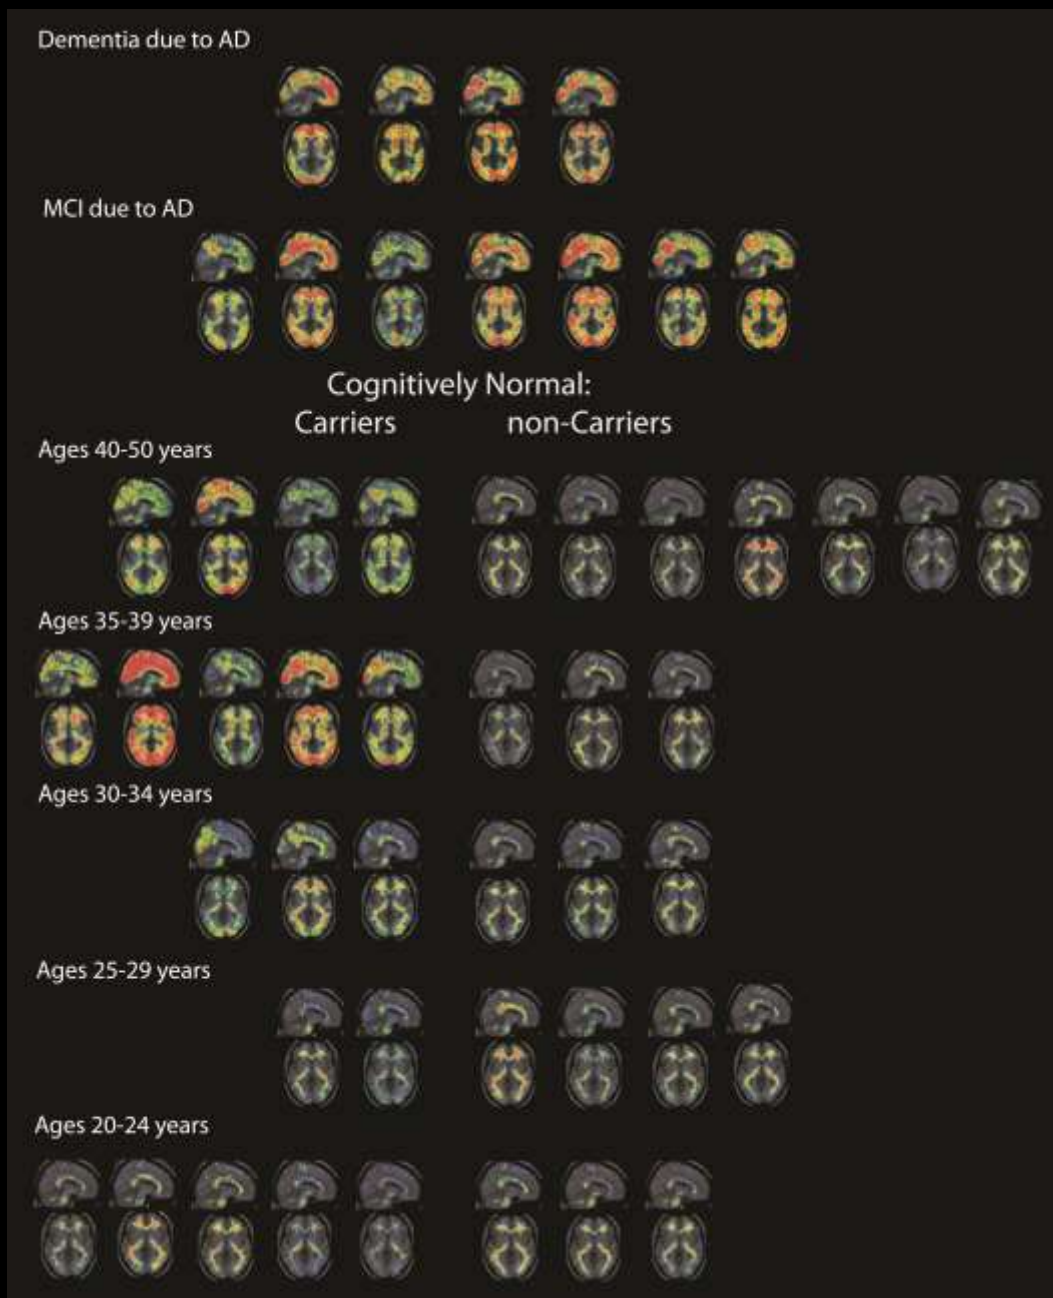 Dementia due to AD
MCI due to AD
Cognitively Normal:
Carriers non-Carriers
Ages 40-50 years
Ages 35-39 years
Ages 30-34 years
Ages 25-29 years
Ages 20-24 years